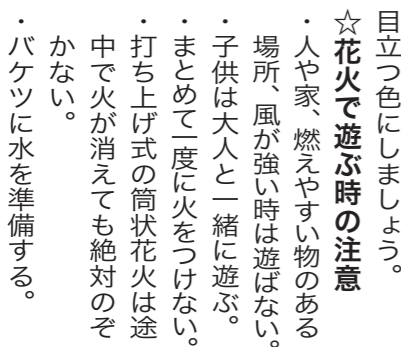 目立つ色にしましょう。
☆花火で遊ぶ時の注意
・人や家、燃えやすい物のある
場所、風が強い時は遊ばない。
・子供は大人と一緒に遊ぶ。
・まとめて一度に火をつけない。
・打ち上げ式の筒状花火は途
中で火が消えても絶対のぞ
かない。
・バケツに水を準備する。